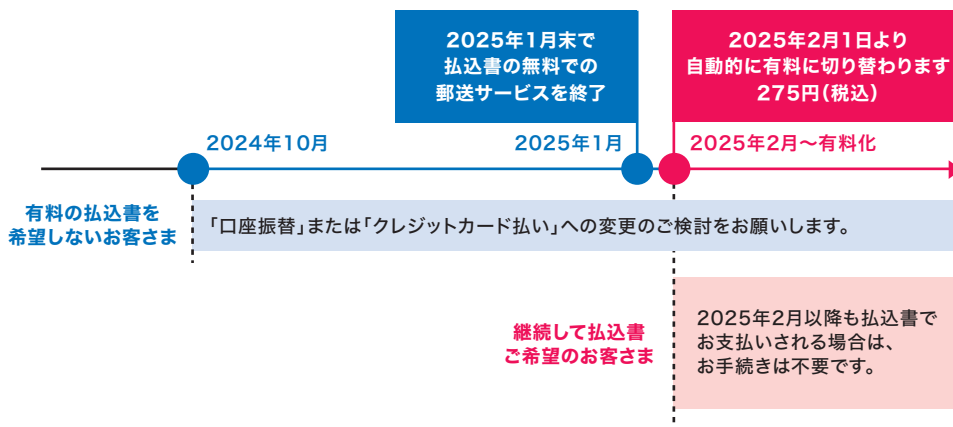 2025年1月末で
払込書の無料での
郵送サービスを終了
2025年2月1日より
自動的に有料に切り替わります
275円(税込)
2024年10月
2025年1月
2025年2月〜有料化
有料の払込書を
希望しないお客さま
「口座振替」または「クレジットカード払い」への変更のご検討をお願いします。
継続して払込書
ご希望のお客さま
2025年2月以降も払込書で
お支払いされる場合は、
お手続きは不要です。